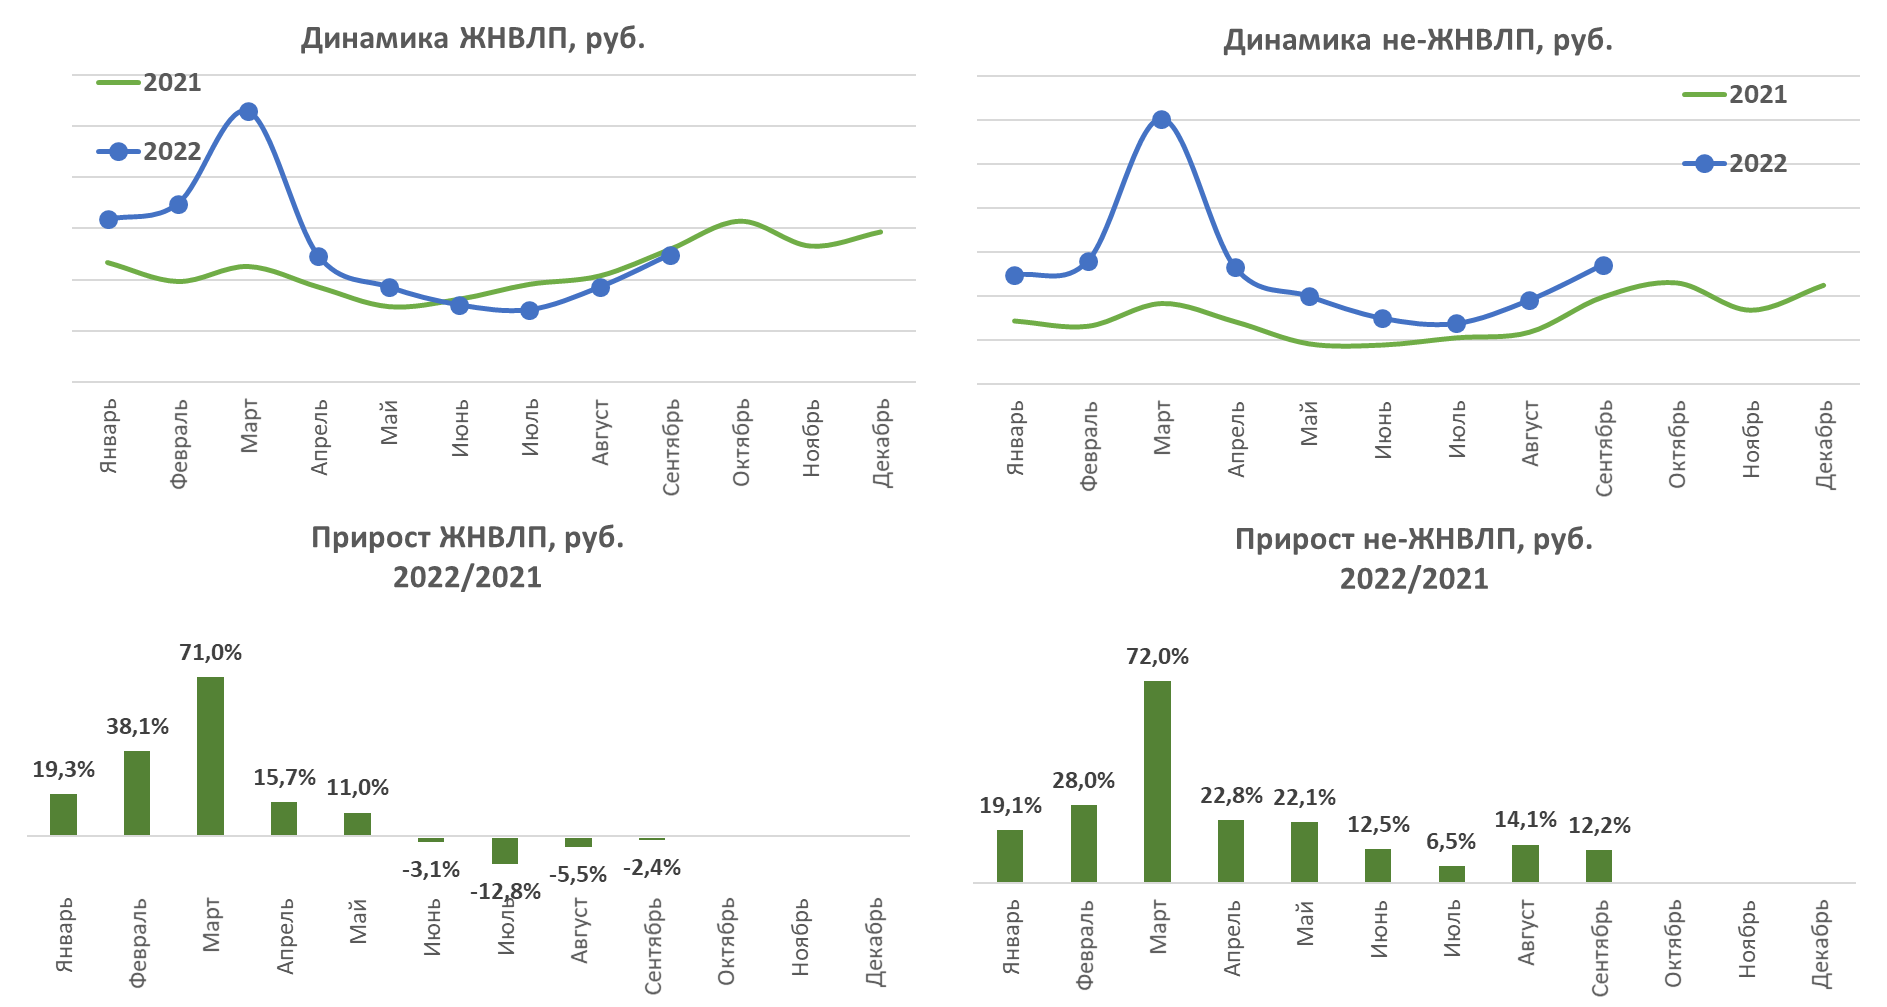 Динамика ЖНВЛП, руб.
2021
2022
Январь
Февраль
Март
Апрель
Май
Июнь
Июль
Август
Сентябрь
Октябрь
Ноябрь
Декабрь
Динамика не-ЖНВЛП, руб.
2021
2022
Январь
Февраль
Март
Апрель
Май
Июнь
Июль
Август
Сентябрь
Октябрь
Ноябрь
Декабрь
Прирост ЖНВЛП, руб.
2022/2021
19,3%
38,1%
71,0%
15,7%
11,0%
-3,1%
-12,8%
-5,5%
-2,4%
Январь
Февраль
Март
Апрель
Май
Июнь
Июль
Август
Сентябрь
Октябрь
Ноябрь
Декабрь
Прирост не-ЖНВЛП, руб.
2022/2021
19,1%
28,0%
72,0%
22,8%
22,1%
12,5%
6,5%
14,1%
12,2%
Январь
Февраль
Март
Апрель
Май
Июнь
Июль
Август
Сентябрь
Октябрь
Ноябрь
Декабрь